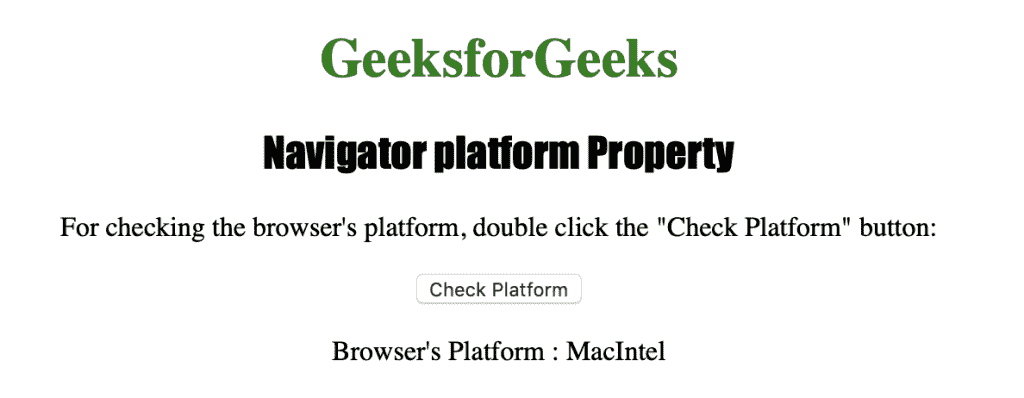 GeeksforGeeks
Navigator platform Property
For checking the browser's platform, double click the "Check Platform" button:
Check Platform
Browser's Platform : MacIntel